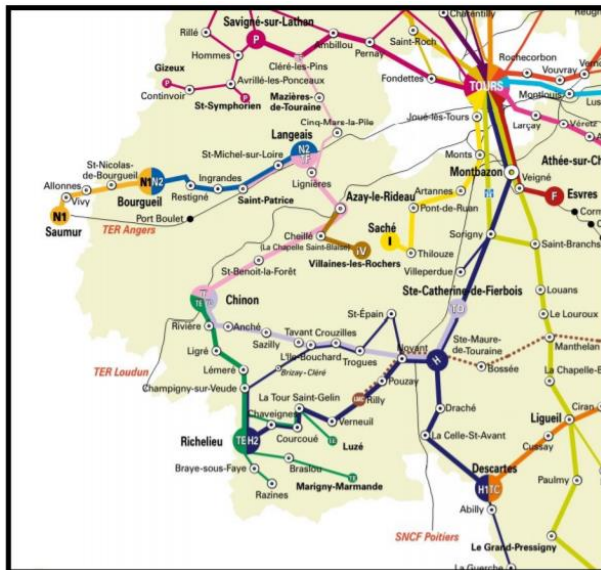 Chatentilly
Savigné-sur-Lathan
Rillé
P
Ambillou
Saint-Roch
Hommes
Pernay
Rochecorbon
Cléré-les-Pins
Vouvray
Gizeux
Avrillé-les-Ponceaux
Fondettes
TOURS
Montlouis
Continvoir
St-Symphorien
Mazières-
de-Touraine
Larçay
Véretz
Cinq-Mars-la-Pile
Joué-lès-Tours
Langeais
N2
St-Michel-sur-Loire
Monts
Athée-sur-Ch
St-Nicolas-
de-Bourgueil
N1
N2
Ingrandes
Lignières
Montbazon
Veigné
Allonnes
Vivy
Restigné
Saint-Patrice
Azay-le-Rideau
Artannes
Esvres
F
Bourgueil
Pont-de-Ruan
N1
Port Boulet
Saché
Saumur
TER Angers
Cheillé
(La Chapelle Saint-Blaise)
I
Sorigny
Saint-Branchs
V
Thilouze
St-Benoit-la-Forêt
Villaines-les-Rochers
Villeperdue
Louans
Chinon
Ste-Catherine-de-Fierbois
St-Épain
TD
Le Louroux
Rivière
Anché
Tavant
Crouzilles
Noyant
Ste-Maure-
de-Touraine
Manthelan
Sazilly
L'Île-Bouchard
Ligré
Trogues
H
TER Loudun
Lémeré
Brizay-Cléré
Bossée
La Chapelle-B
Pouzay
Champigny-sur-Veude
La Tour Saint-Gelin
Rilly
Draché
Ciran
Chaveignes
Ligueil
Verneuil
Richelieu
TE
H2
Courcoué
La Celle-St-Avant
Cussay
Luzé
Braye-sous-Faye
Braslou
Descartes
Paulmy
Razines
Marigny-Marmande
H1
TC
Abilly
SNCF Poitiers
Le Grand-Pressigny
La Guerche